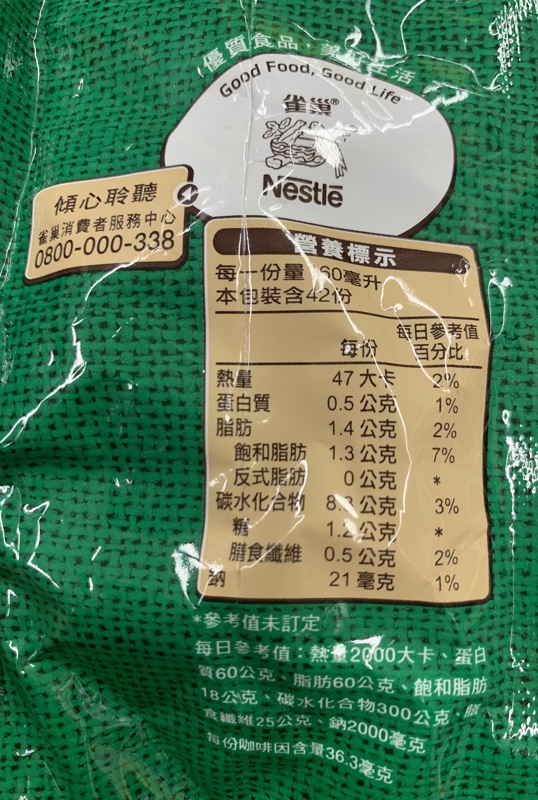 優質食品，美好生活
Good Food, Good Life
雀巢®
Nestlē
傾心聆聽
雀巢消費者服務中心
0800-000-338
營養標示
每一份量 60毫升
本包裝含42份
每日參考值
每份 百分比
熱量 47大卡 2%
蛋白質 0.5公克 1%
脂肪 1.4公克 2%
飽和脂肪 1.3公克 7%
反式脂肪 0公克 *
碳水化合物 公克 3%
糖 1.2公克 *
膳食纖維 0.5公克 2%
鈉 21毫克 1%
*參考值未訂定
每日參考值：熱量2000大卡、蛋白
質60公克、脂肪60公克、飽和脂肪
18公克、碳水化合物300公克、膳
食纖維25公克、鈉2000毫克
每份咖啡因含量36.3毫克